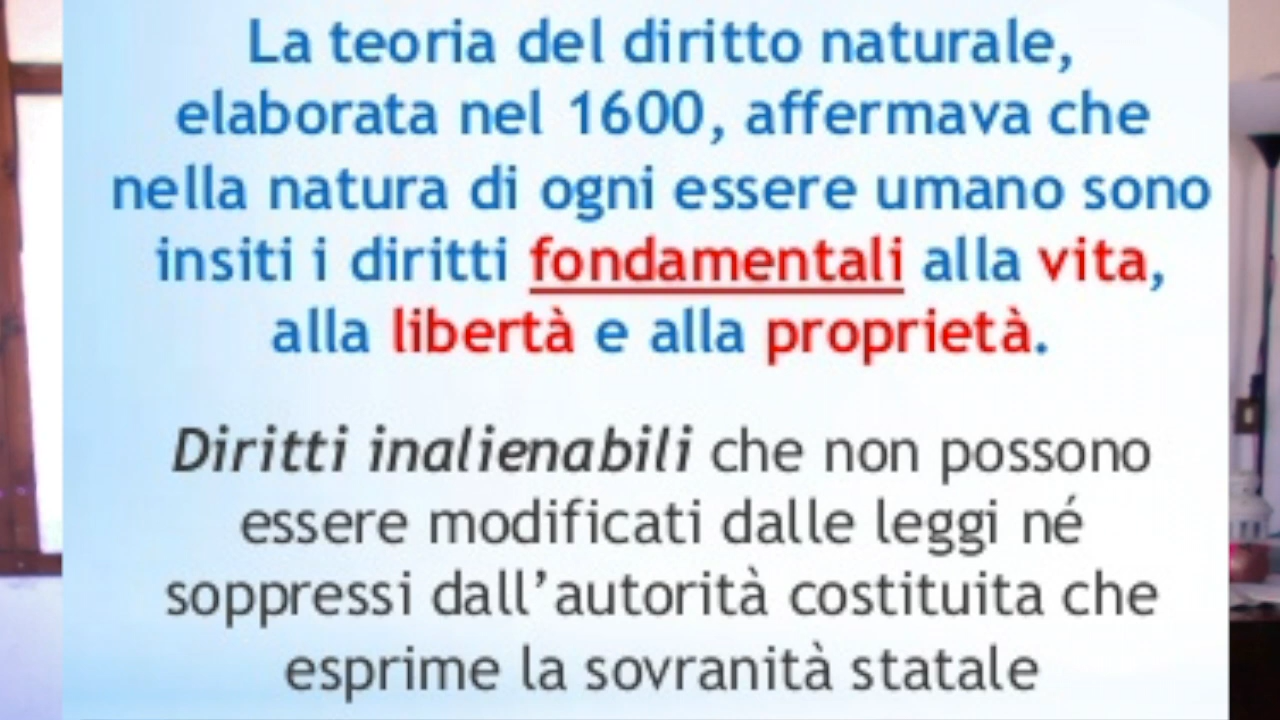 La teoria del diritto naturale,
elaborata nel 1600, affermava che
nella natura di ogni essere umano sono
insiti i diritti fondamentali alla vita,
alla libertà e alla proprietà.
Diritti inalienabili che non possono
essere modificati dalle leggi né
soppressi dall’autorità costituita che
esprime la sovranità statale